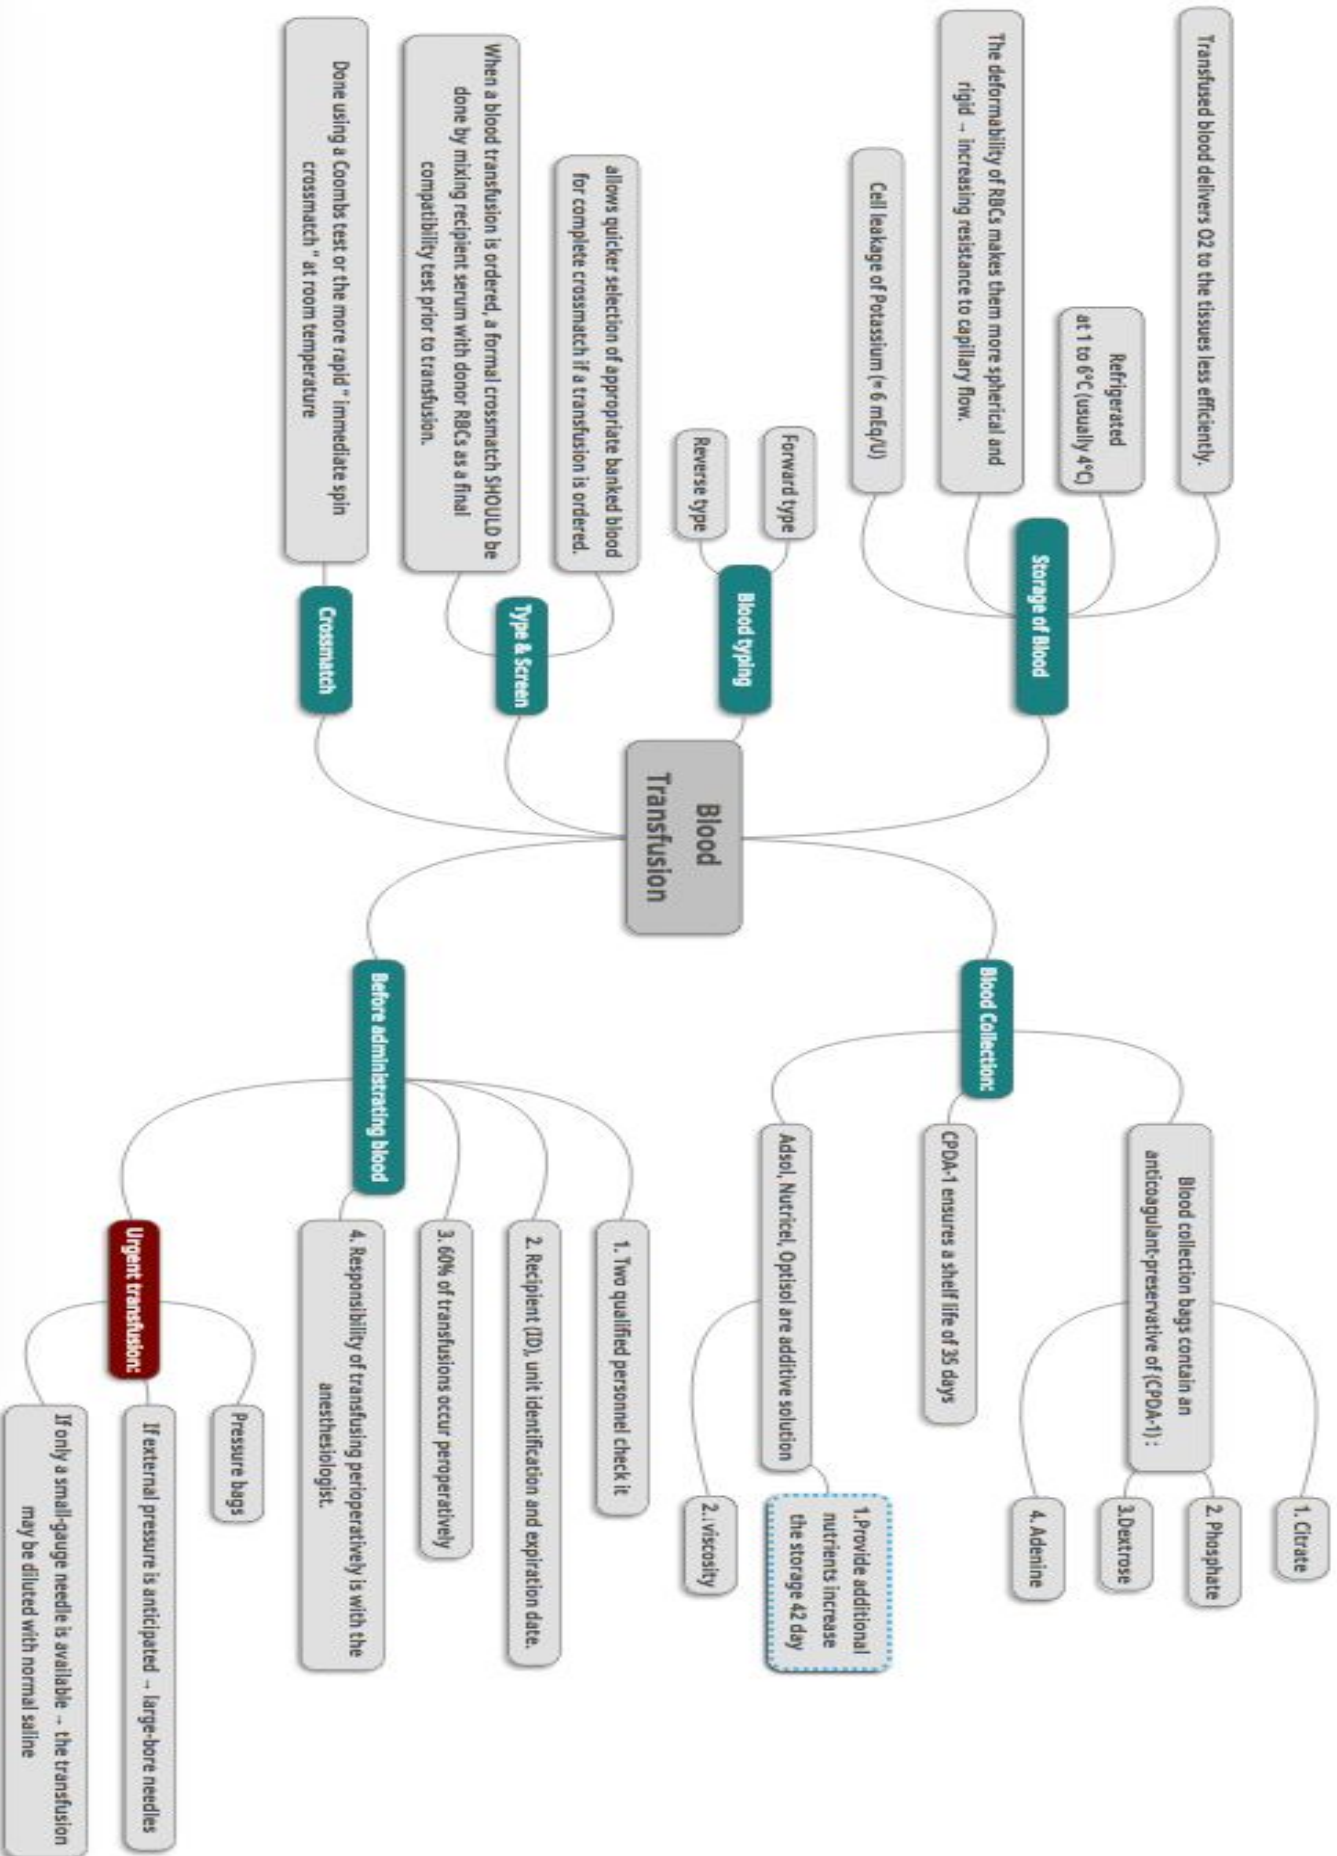 Blood
Transfusion
Blood Collection:
Blood collection bags contain an
anticoagulant-preservative of (CPDA-1) :
1. Citrate
2. Phosphate
3.Dextrose
4. Adenine
CPDA-1 ensures a shelf life of 35 days
Adsol, Nutricel, Optisol are additive solution
1.Provide additional
nutrients increase
the storage 42 day
viscosity
Before administrating blood
1. Two qualified personnel check it
2. Recipient (ID), unit identification and expiration date.
3. 60% of transfusions occur peroperatively
4. Responsibility of transfusing perioperatively is with the
anesthesiologist.
Urgent transfusion:
Pressure bags
If external pressure is anticipated → large-bore needles
If only a small-gauge needle is available → the transfusion
may be diluted with normal saline
Storage of Blood
Transfused blood delivers O2 to the tissues less efficiently.
Refrigerated
at 1 to 6°C (usually 4°C)
The deformability of RBCs makes them more spherical and
rigid → increasing resistance to capillary flow.
Cell leakage of Potassium (≈ 6 mEq/U)
Blood typing
Forward type
Reverse type
Type & Screen
allows quicker selection of appropriate banked blood
for complete crossmatch if a transfusion is ordered.
When a blood transfusion is ordered, a formal crossmatch SHOULD be
done by mixing recipient serum with donor RBCs as a final
compatibility test prior to transfusion.
Crossmatch
Done using a Coombs test or the more rapid " immediate spin
crossmatch " at room temperature